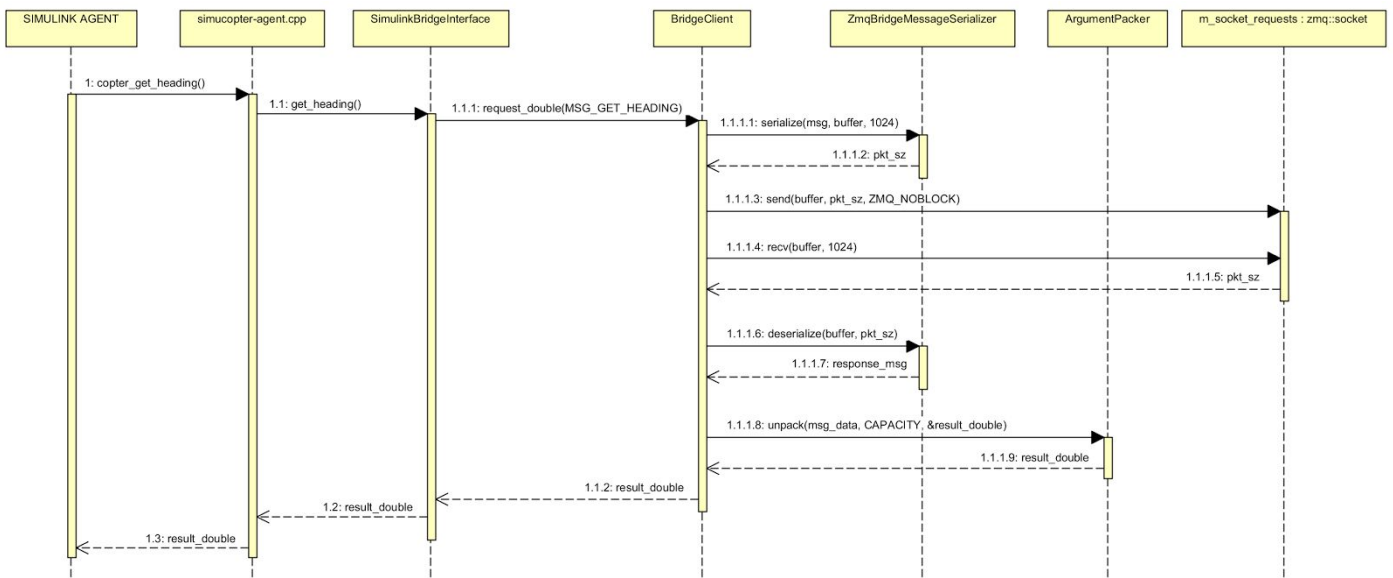 SIMULINK AGENT
simucopter-agent.cpp
SimulinkBridgeInterface
BridgeClient
ZmqBridgeMessageSerializer
ArgumentPacker
m_socket_requests : zmq::socket
1: copter_get_heading()
1.1: get_heading()
1.1.1: request_double(MSG_GET_HEADING)
1.1.1.1: serialize(msg, buffer, 1024)
1.1.1.2: pkt_sz
1.1.1.3: send(buffer, pkt_sz, ZMQ_NOBLOCK)
1.1.1.4: recv(buffer, 1024)
1.1.1.5: pkt_sz
1.1.1.6: deserialize(buffer, pkt_sz)
1.1.1.7: response_msg
1.1.1.8: unpack(msg_data, CAPACITY, &result_double)
1.1.1.9: result_double
1.1.2: result_double
1.2: result_double
1.3: result_double